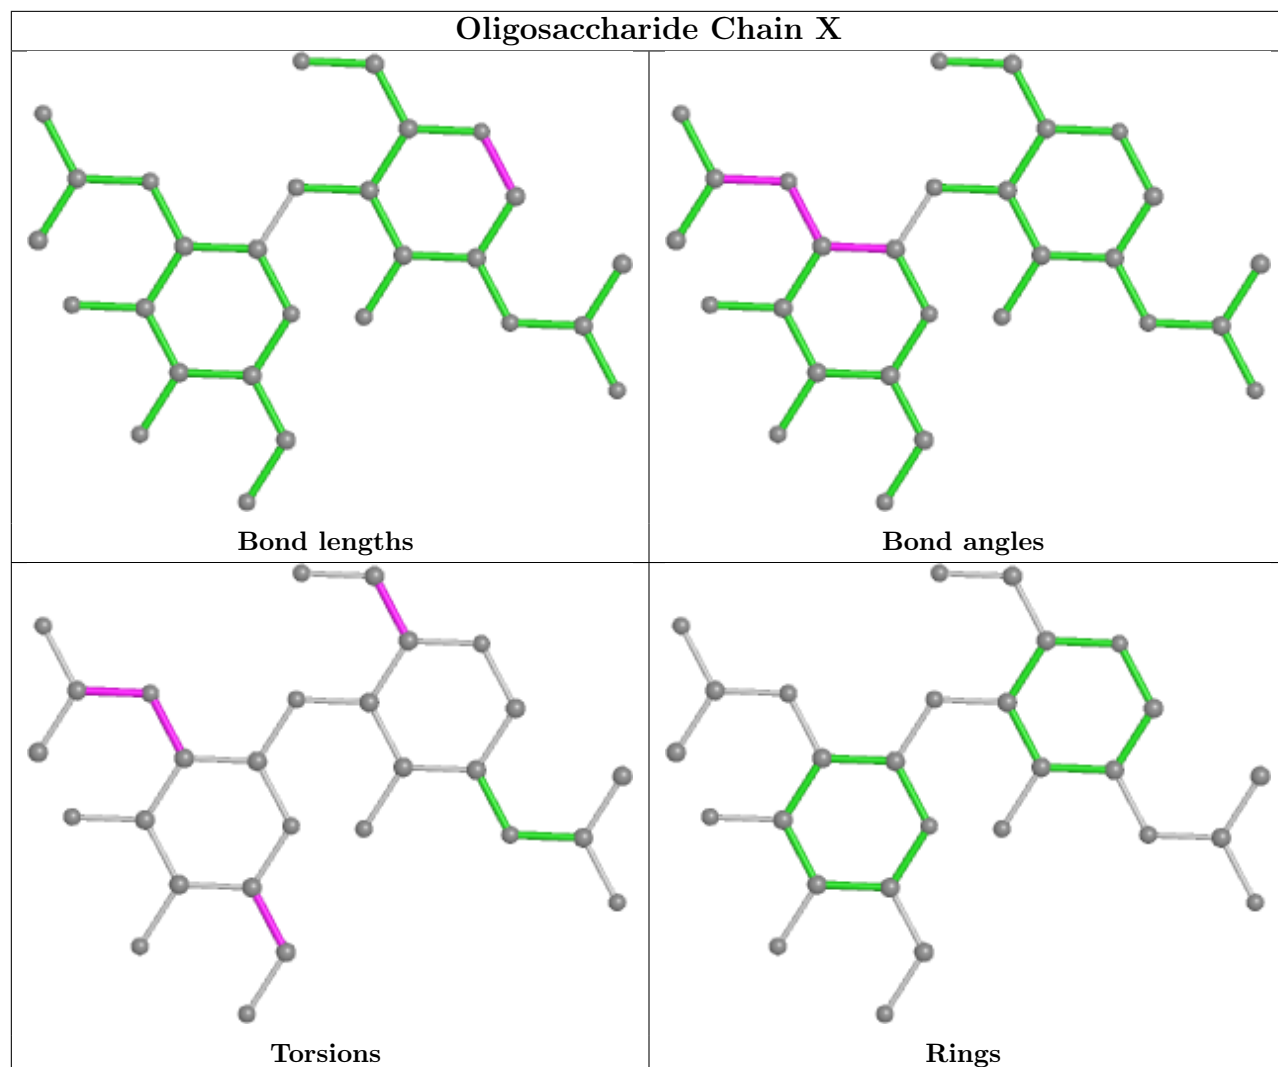 Oligosaccharide Chain X
Bond lengths
Bond angles
Torsions
Rings